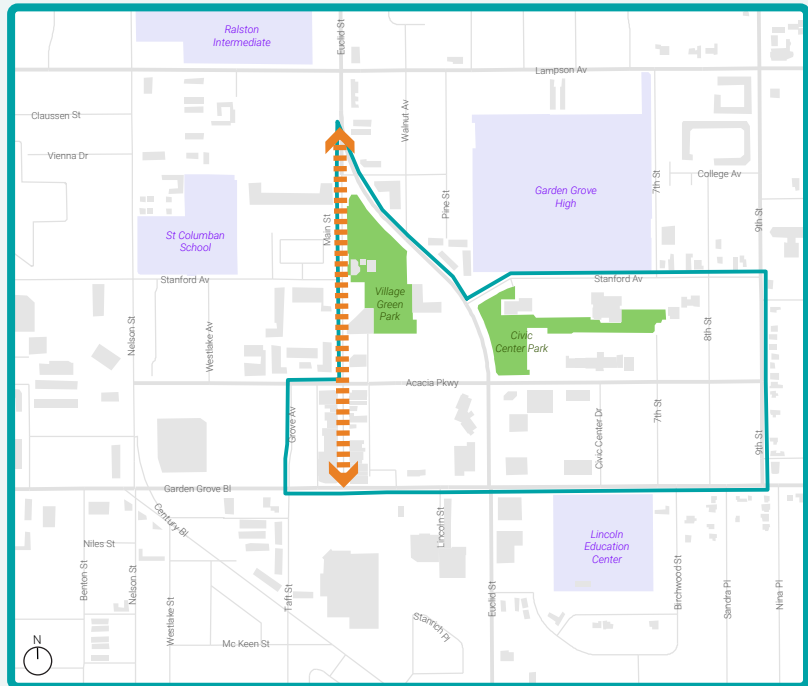 Ralston
Intermediate
Euclid St
Lampson Av
Claussen St
Walnut Av
Vienna Dr
College Av
7th St
Garden Grove
High
Pine St
9th St
Main St
St Columban
School
Stanford Av
Stanford Av
Village
Green
Park
Civic
Center Park
8th St
Nelson St
Westlake Av
Acacia Pkwy
Grove Av
Civic Center Dr
7th St
9th St
Garden Grove Bl
Century Bl
Lincoln St
Niles St
Lincoln
Education
Center
Benton St
Nelson St
Westlake St
Taft St
Euclid St
Birchwood St
Sandra Pl
Nina Pl
Stanrich Pl
Mc Keen St
N